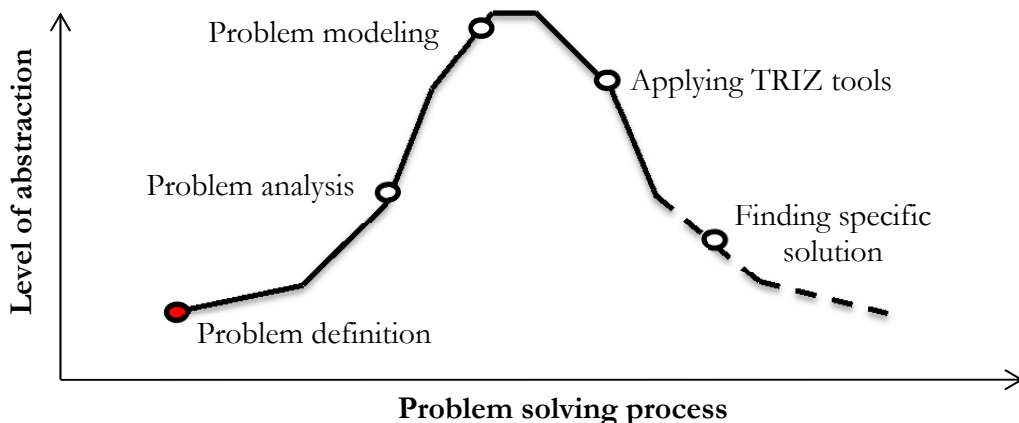 Problem modeling
Applying TRIZ tools
Problem analysis
Finding specific
solution
Problem definition
Level of abstraction
Problem solving process